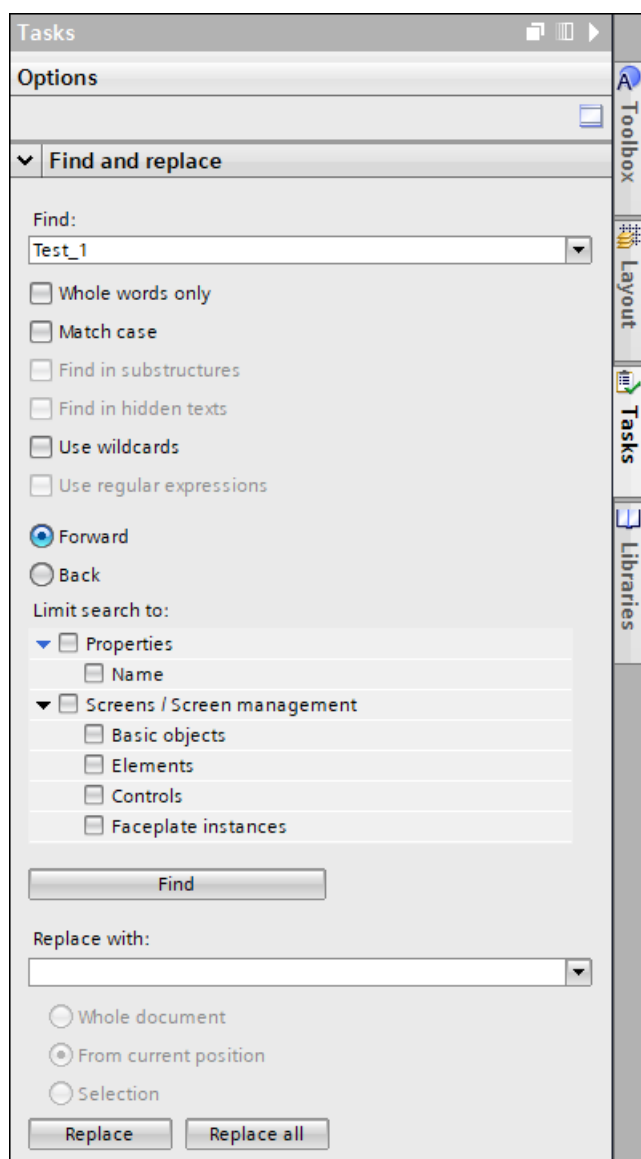 Tasks
Options
Find and replace
Find:
Test_1
Whole words only
Match case
Find in substructures
Find in hidden texts
Use wildcards
Use regular expressions
Forward
Back
Limit search to:
Properties
Name
Screens / Screen management
Basic objects
Elements
Controls
Faceplate instances
Find
Replace with:
Whole document
From current position
Selection
Replace Replace all
Toolbox
Layout
Tasks
Libraries